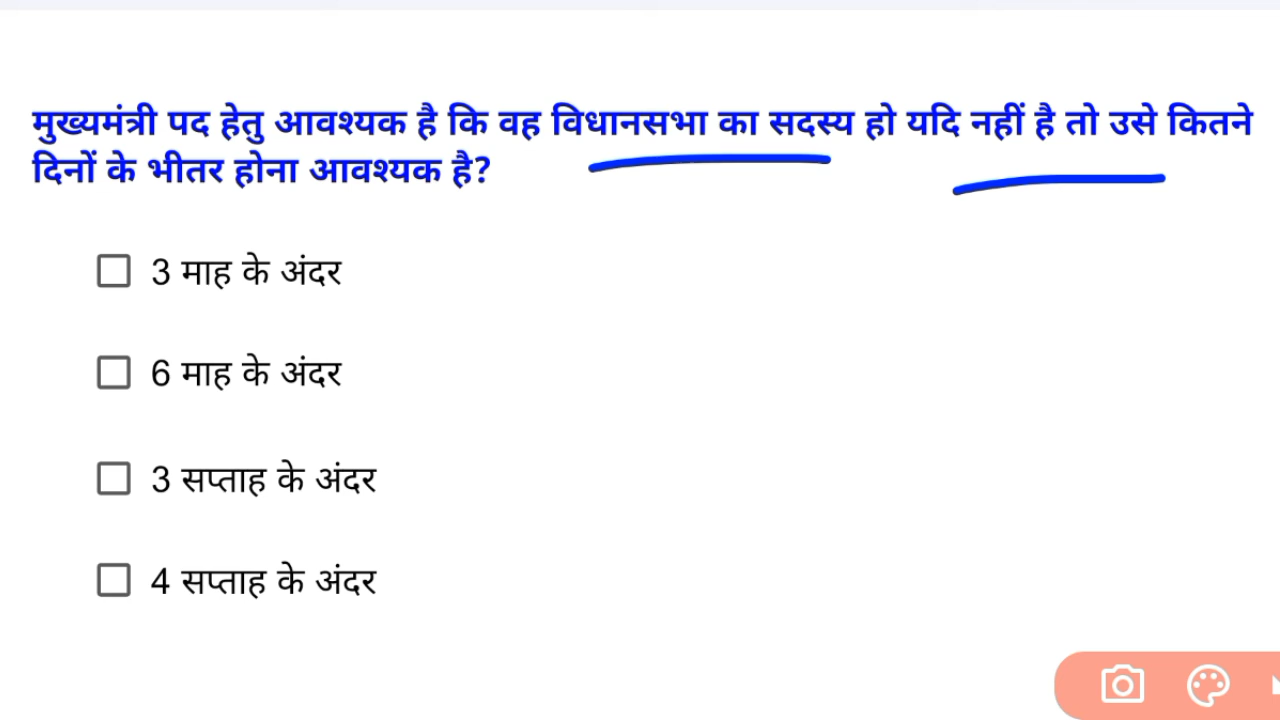 मुख्यमंत्री पद हेतु आवश्यक है कि वह विधानसभा का सदस्य हो यदि नहीं है तो उसे कितने
दिनों के भीतर होना आवश्यक है?
3 माह के अंदर
6 माह के अंदर
3 सप्ताह के अंदर
4 सप्ताह के अंदर